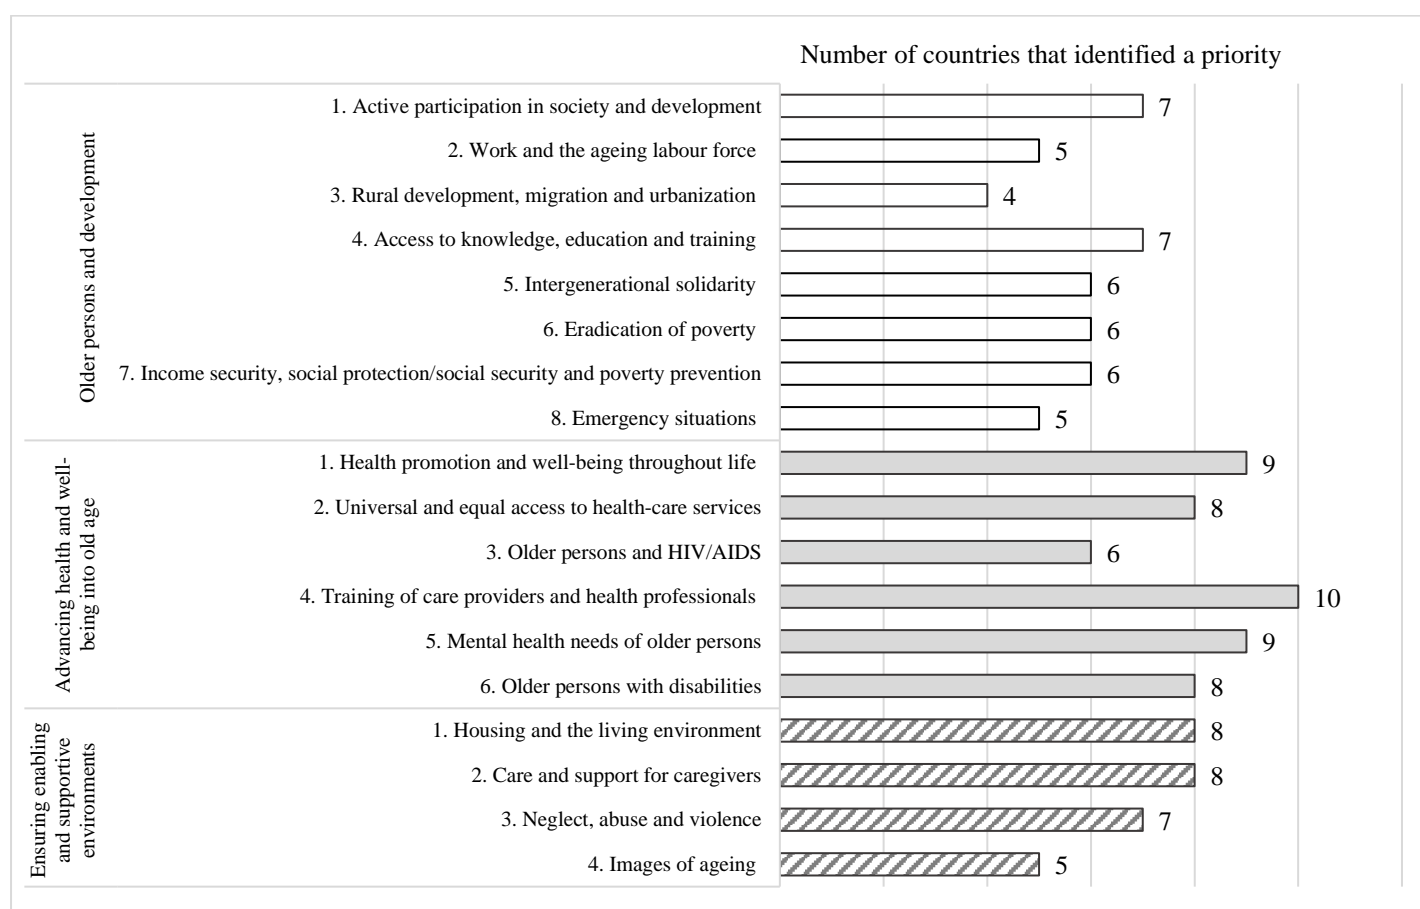 Number of countries that identified a priority
Older persons and development
1. Active participation in society and development 7
2. Work and the ageing labour force 5
3. Rural development, migration and urbanization 4
4. Access to knowledge, education and training 7
5. Intergenerational solidarity 6
6. Eradication of poverty 6
7. Income security, social protection/social security and poverty prevention 6
8. Emergency situations 5
Advancing health and well-
being into old age
1. Health promotion and well-being throughout life 9
2. Universal and equal access to health-care services 8
3. Older persons and HIV/AIDS 6
4. Training of care providers and health professionals 10
5. Mental health needs of older persons 9
6. Older persons with disabilities 8
Ensuring enabling
and supportive
environments
1. Housing and the living environment 8
2. Care and support for caregivers 8
3. Neglect, abuse and violence 7
4. Images of ageing 5